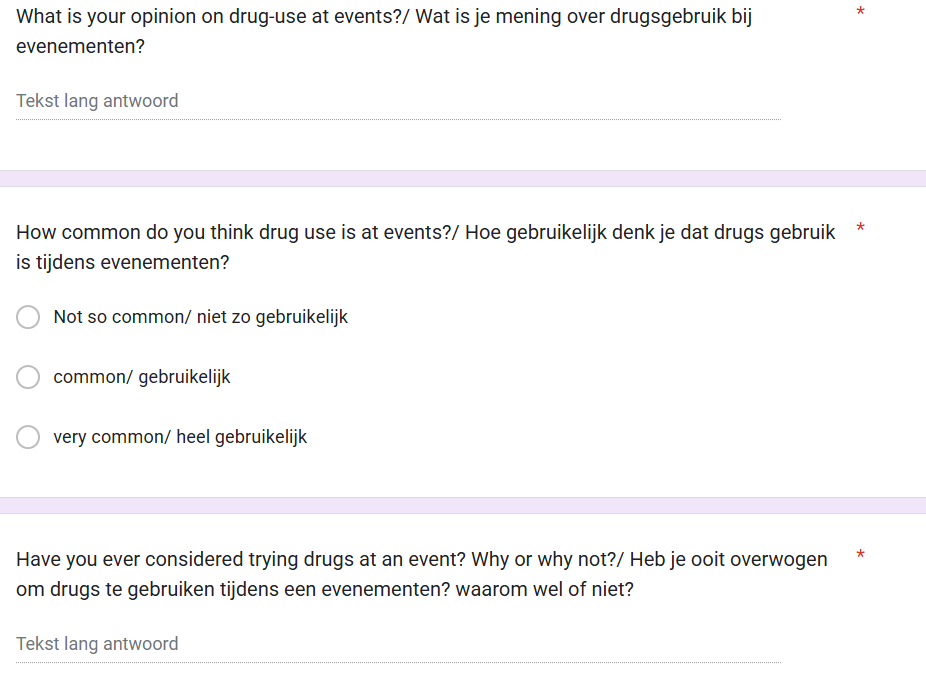 What is your opinion on drug-use at events?/ Wat is je mening over drugsgebruik bij *
evenementen?
Tekst lang antwoord
How common do you think drug use is at events?/ Hoe gebruikelijk denk je dat drugs gebruik *
is tijdens evenementen?
Not so common/ niet zo gebruikelijk
common/ gebruikelijk
very common/ heel gebruikelijk
Have you ever considered trying drugs at an event? Why or why not?/ Heb je ooit overwogen *
om drugs te gebruiken tijdens een evenementen? waarom wel of niet?
Tekst lang antwoord